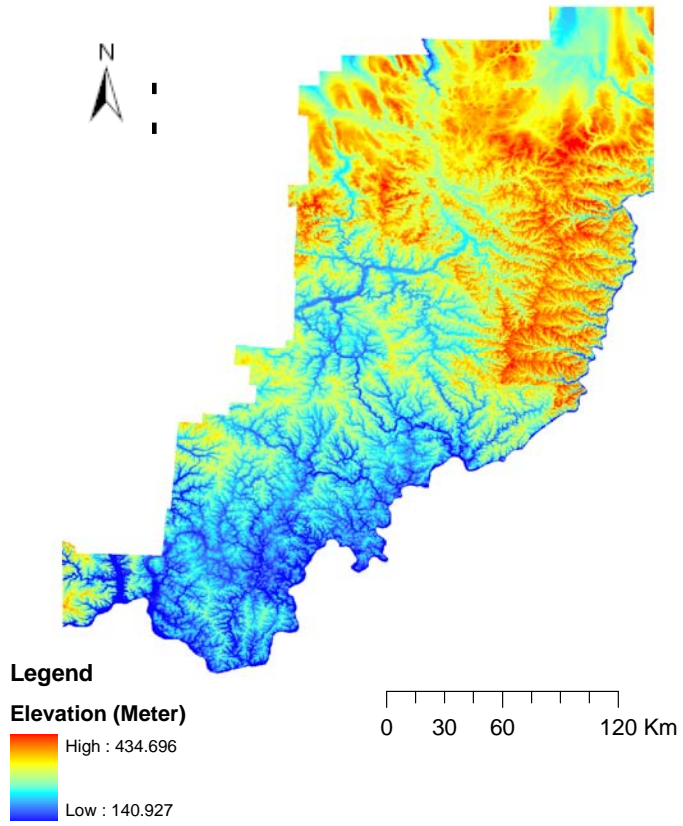 N
Legend
Elevation (Meter)
High : 434.696
Low : 140.927
0 30 60 120 Km